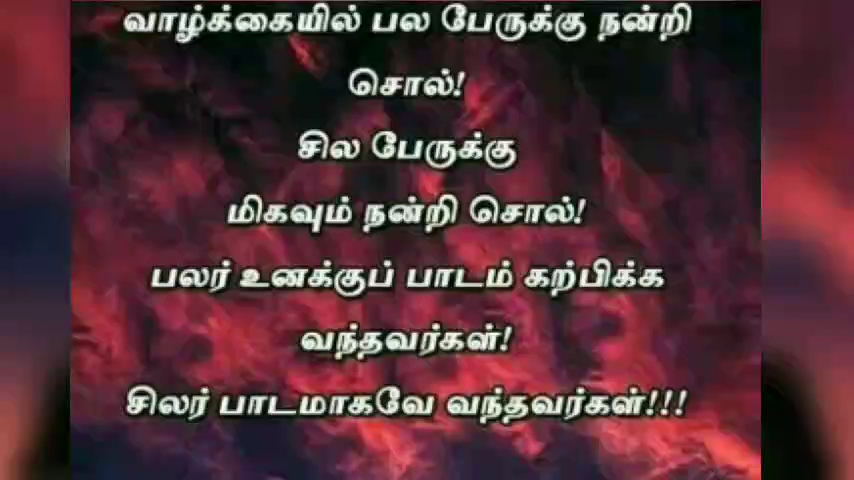 வாழ்க்கையில் பல பேருக்கு நன்றி
சொல்!
சில பேருக்கு
மிகவும் நன்றி சொல்!
பலர் உனக்குப் பாடம் கற்பிக்க
வந்தவர்கள்!
சிலர் பாடமாகவே வந்தவர்கள்!!!